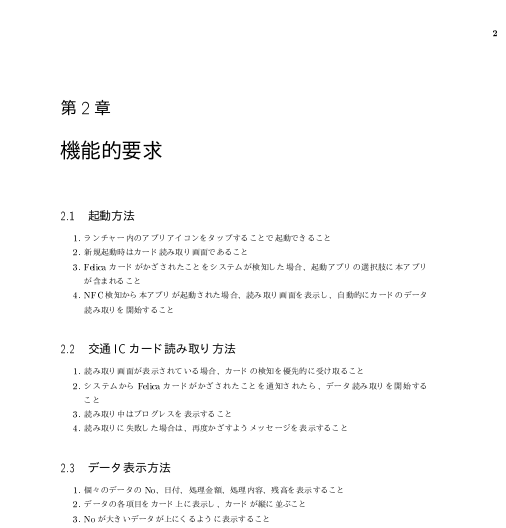 2
第 2 章
機能的要求
2.1 起動方法
1. ランチャー内のアプリアイコンをタップすることで起動できること
2. 新規起動時はカード読み取り画面であること
3. Felica カードがかざされたことをシステムが検知した場合、起動アプリの選択肢に本アプリ
が含まれること
4. NFC 検知から本アプリが起動された場合、読み取り画面を表示し、自動的にカードのデータ
読み取りを開始すること
2.2 交通 IC カード読み取り方法
1. 読み取り画面が表示されている場合、カードの検知を優先的に受け取ること
2. システムから Felica カードがかざされたことを通知されたら、データ読み取りを開始する
こと
3. 読み取り中はプログレスを表示すること
4. 読み取りに失敗した場合は、再度かざすようメッセージを表示すること
2.3 データ表示方法
1. 個々のデータの No、日付、処理金額、処理内容、残高を表示すること
2. データの各項目をカード上に表示し、カードが縦に並ぶこと
3. No が大きいデータが上にくるように表示すること